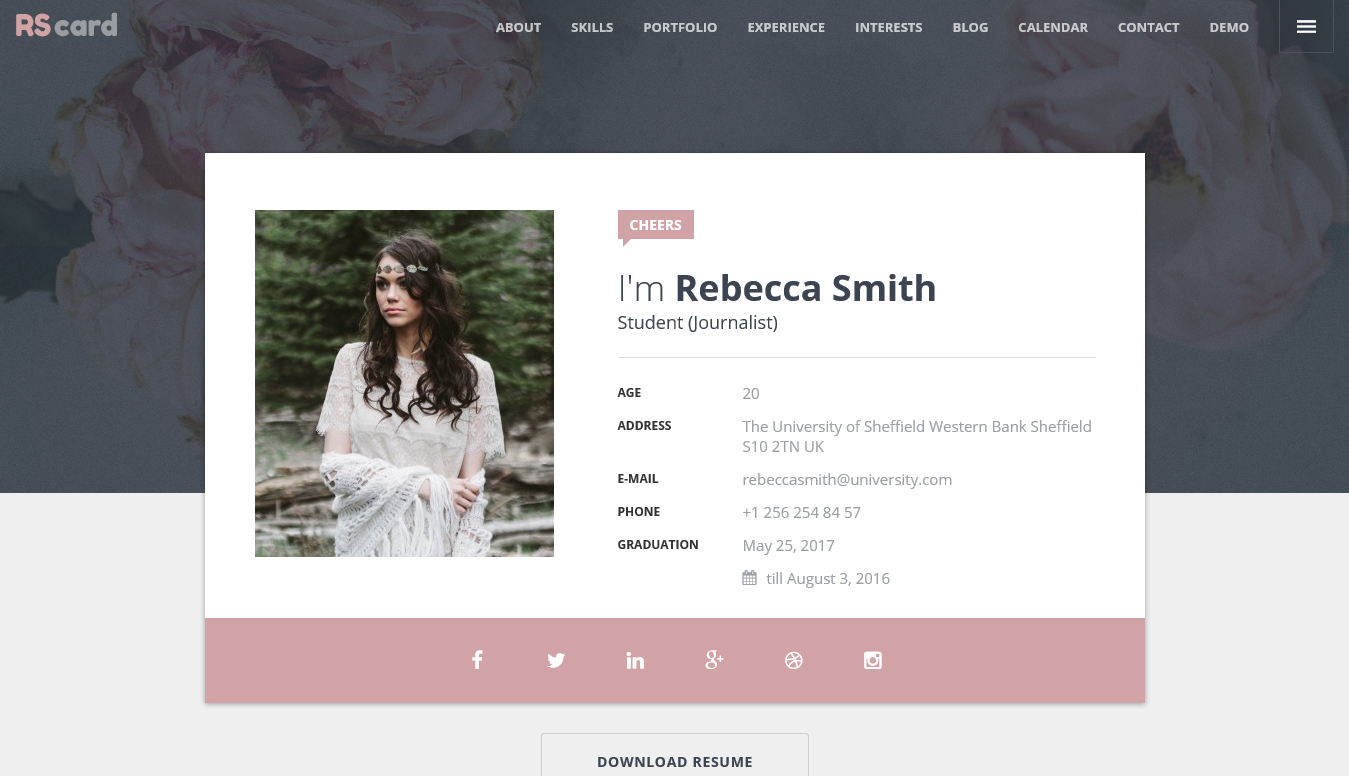 RS card
ABOUT SKILLS PORTFOLIO EXPERIENCE INTERESTS BLOG CALENDAR CONTACT DEMO
CHEERS
I'm Rebecca Smith
Student (Journalist)
AGE 20
ADDRESS The University of Sheffield Western Bank Sheffield
S10 2TN UK
E-MAIL rebeccasmith@university.com
PHONE +1 256 254 84 57
GRADUATION May 25, 2017
till August 3, 2016
DOWNLOAD RESUME